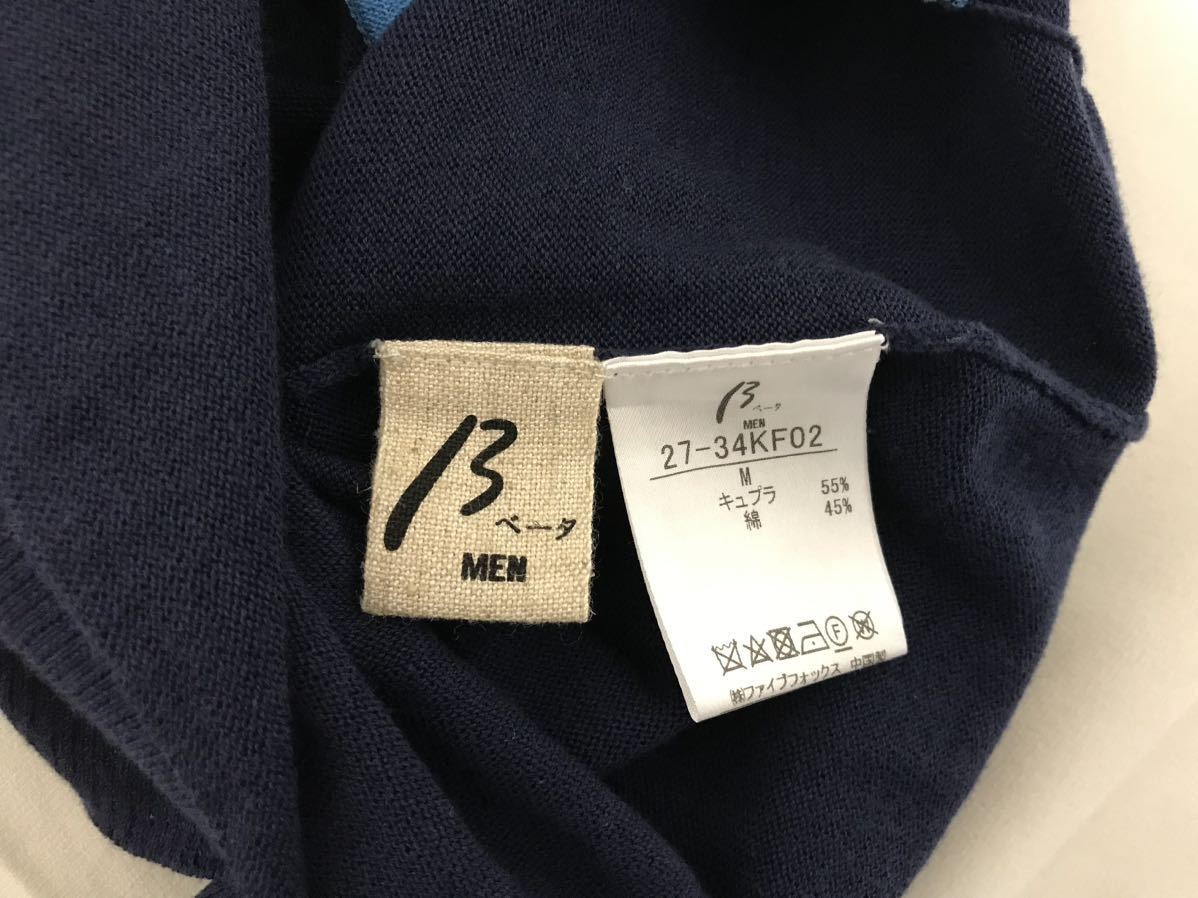 β
ベータ
MEN
β
ベータ
MEN
27-34KF02
M
キュプラ 55%
綿 45%
F
㈱ファイブフォックス 中国製